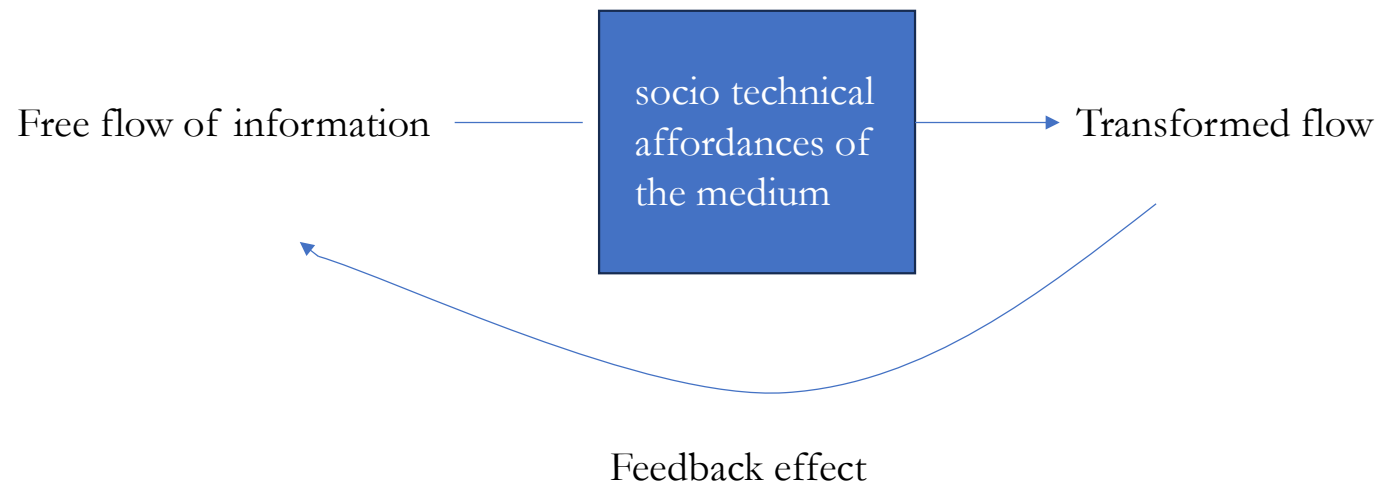 Free flow of information
socio technical
affordances of
the medium
Transformed flow
Feedback effect